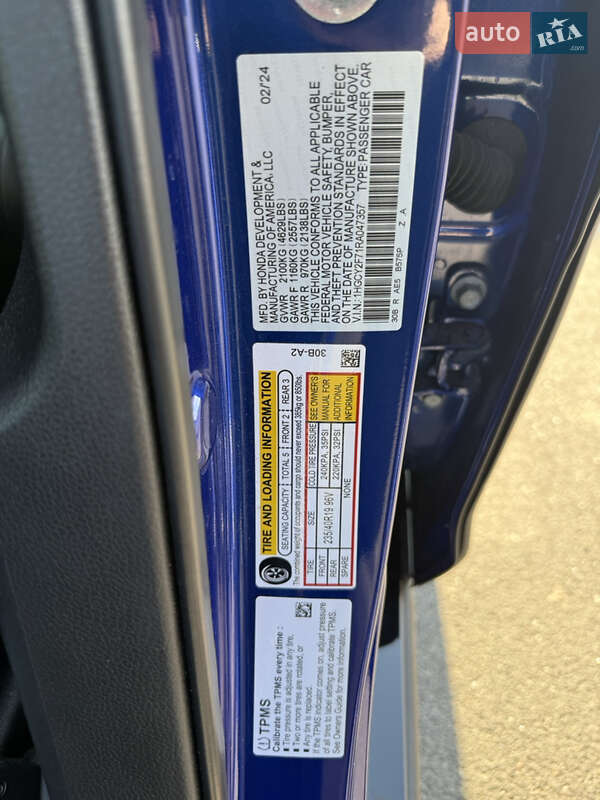 auto RIA.com
MFD. BY HONDA DEVELOPMENT & 02/'24
MANUFACTURING OF AMERICA, LLC
GVWR 2100KG (4629LBS)
GAWR F 1160KG (2557LBS)
GAWR R 970KG (2138LBS)
THIS VEHICLE CONFORMS TO ALL APPLICABLE
FEDERAL MOTOR VEHICLE SAFETY, BUMPER,
AND THEFT PREVENTION STANDARDS IN EFFECT
ON THE DATE OF MANUFACTURE SHOWN ABOVE.
V.I.N.: 1HGCY2F71RA047357 TYPE: PASSENGER CAR
30B R AE5 B575P Z A
30B-A2
TIRE AND LOADING INFORMATION
SEATING CAPACITY TOTAL 5 FRONT 2 REAR 3
The combined weight of occupants and cargo should never exceed 385kg or 850lbs.
TIRE SIZE COLD TIRE PRESSURE SEE OWNER'S
FRONT 235/40R19 96V 240KPA, 35PSI MANUAL FOR
REAR 220KPA, 32PSI ADDITIONAL
SPARE NONE INFORMATION
TPMS
Calibrate the TPMS every time :
• Tire pressure is adjusted in any tire,
• Two or more tires are rotated, or
• Any tire is replaced.
If the TPMS indicator comes on, adjust pressure
of all tires to label setting and calibrate TPMS.
See Owners Guide for more information.